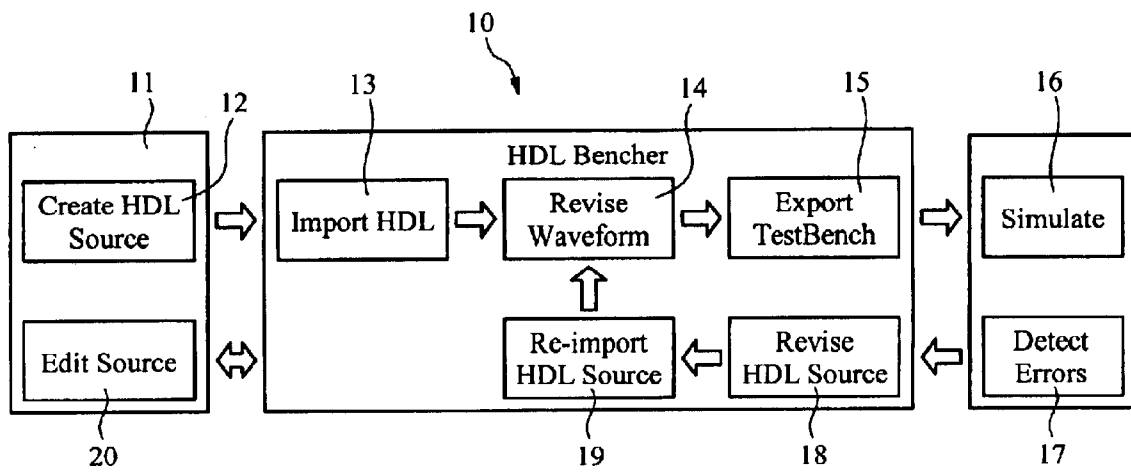 10
11
12
13
14
15
16
HDL Bencher
Create HDL
Source
Import HDL
Revise
Waveform
Export
TestBench
Simulate
Edit Source
Re-import
HDL Source
Revise
HDL Source
Detect
Errors
20
19
18
17